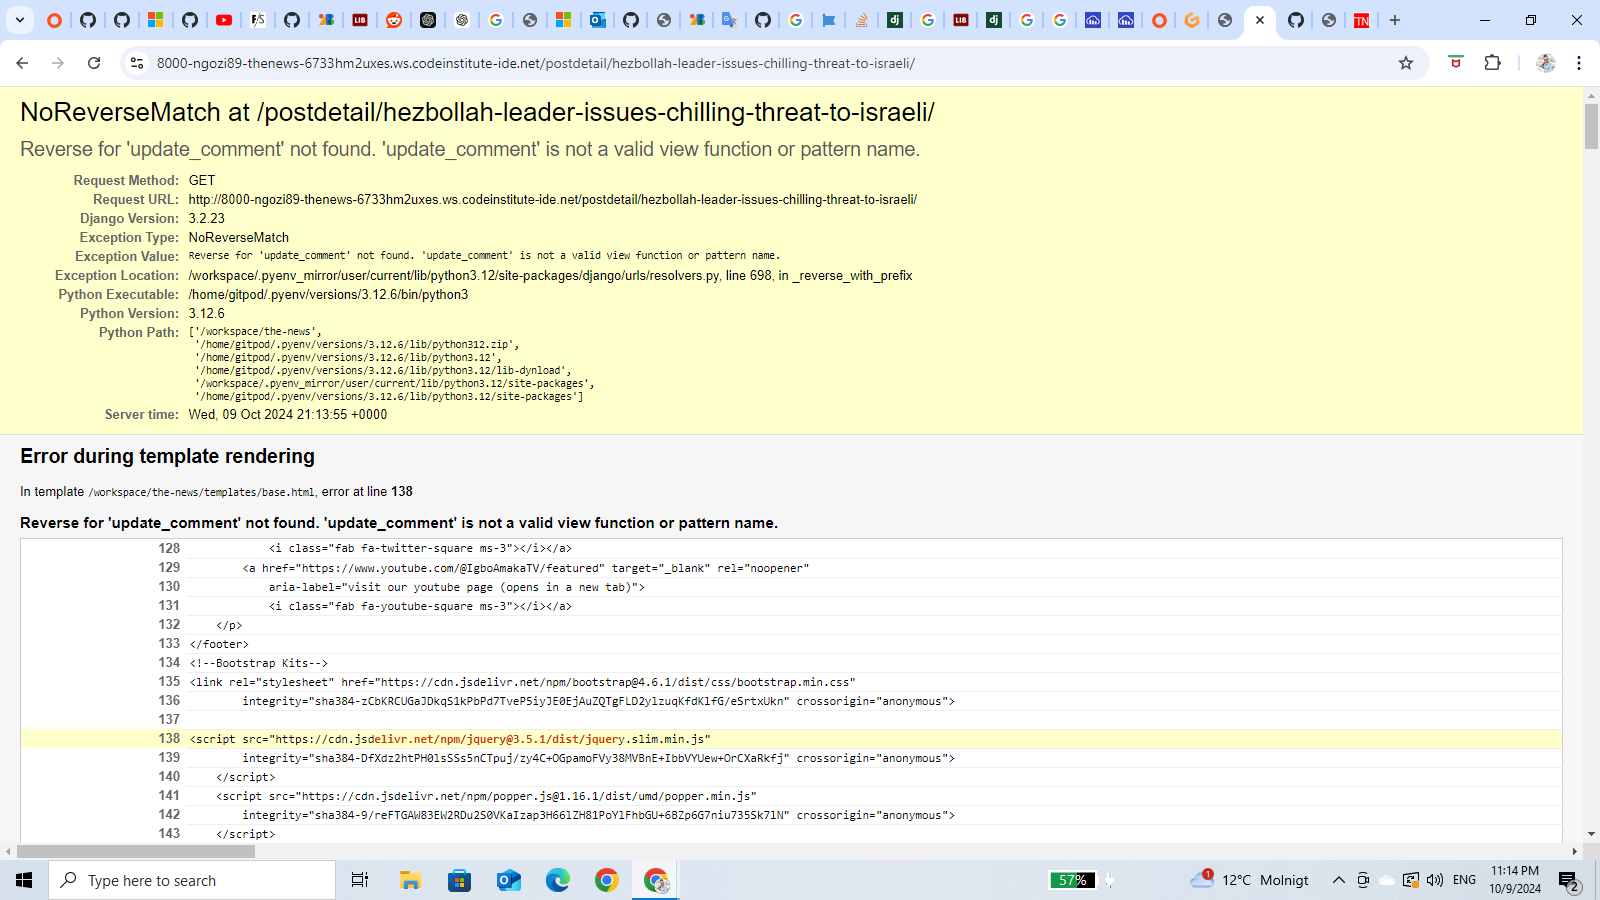 8000-ngozi89-thenews-6733hm2uxes.ws.codeinstitute-ide.net/postdetail/hezbollah-leader-issues-chilling-threat-to-israeli/
NoReverseMatch at /postdetail/hezbollah-leader-issues-chilling-threat-to-israeli/
Reverse for 'update_comment' not found. 'update_comment' is not a valid view function or pattern name.
Request Method: GET
Request URL: http://8000-ngozi89-thenews-6733hm2uxes.ws.codeinstitute-ide.net/postdetail/hezbollah-leader-issues-chilling-threat-to-israeli/
Django Version: 3.2.23
Exception Type: NoReverseMatch
Exception Value: Reverse for 'update_comment' not found. 'update_comment' is not a valid view function or pattern name.
Exception Location: /workspace/.pyenv_mirror/user/current/lib/python3.12/site-packages/django/urls/resolvers.py, line 698, in _reverse_with_prefix
Python Executable: /home/gitpod/.pyenv/versions/3.12.6/bin/python3
Python Version: 3.12.6
Python Path: ['/workspace/the-news',
'/home/gitpod/.pyenv/versions/3.12.6/lib/python312.zip',
'/home/gitpod/.pyenv/versions/3.12.6/lib/python3.12',
'/home/gitpod/.pyenv/versions/3.12.6/lib/python3.12/lib-dynload',
'/workspace/.pyenv_mirror/user/current/lib/python3.12/site-packages',
'/home/gitpod/.pyenv/versions/3.12.6/lib/python3.12/site-packages']
Server time: Wed, 09 Oct 2024 21:13:55 +0000
Error during template rendering
In template /workspace/the-news/templates/base.html, error at line 138
Reverse for 'update_comment' not found. 'update_comment' is not a valid view function or pattern name.
128 <i class="fab fa-twitter-square ms-3"></i></a>
129 <a href="https://www.youtube.com/@IgboAmakaTV/featured" target="_blank" rel="noopener"
130 aria-label="visit our youtube page (opens in a new tab)">
131 <i class="fab fa-youtube-square ms-3"></i></a>
132 </p>
133 </footer>
134 <!--Bootstrap Kits-->
135 <link rel="stylesheet" href="https://cdn.jsdelivr.net/npm/bootstrap@4.6.1/dist/css/bootstrap.min.css"
136 integrity="sha384-zCbKRCUGaJDkqS1kPbPd7TveP5iyJE0EjAuZQTgFLD2ylzuqKfdKlfG/eSrtxUkn" crossorigin="anonymous">
137
138 <script src="https://cdn.jsdelivr.net/npm/jquery@3.5.1/dist/jquery.slim.min.js"
139 integrity="sha384-DfXdz2htPH0lsSSs5nCTpuj/zy4C+OGpamoFVy38MVBnE+IbbVYUew+OrCXaRkfj" crossorigin="anonymous">
140 </script>
141 <script src="https://cdn.jsdelivr.net/npm/popper.js@1.16.1/dist/umd/popper.min.js"
142 integrity="sha384-9/reFTGAW83EW2RDu2S0VKaIzap3H66lZH81PoYlFhbGU+6BZp6G7niu735Sk7lN" crossorigin="anonymous">
143 </script>
Type here to search
57%
1
12°C Molnigt
ENG
11:14 PM
10/9/2024
2